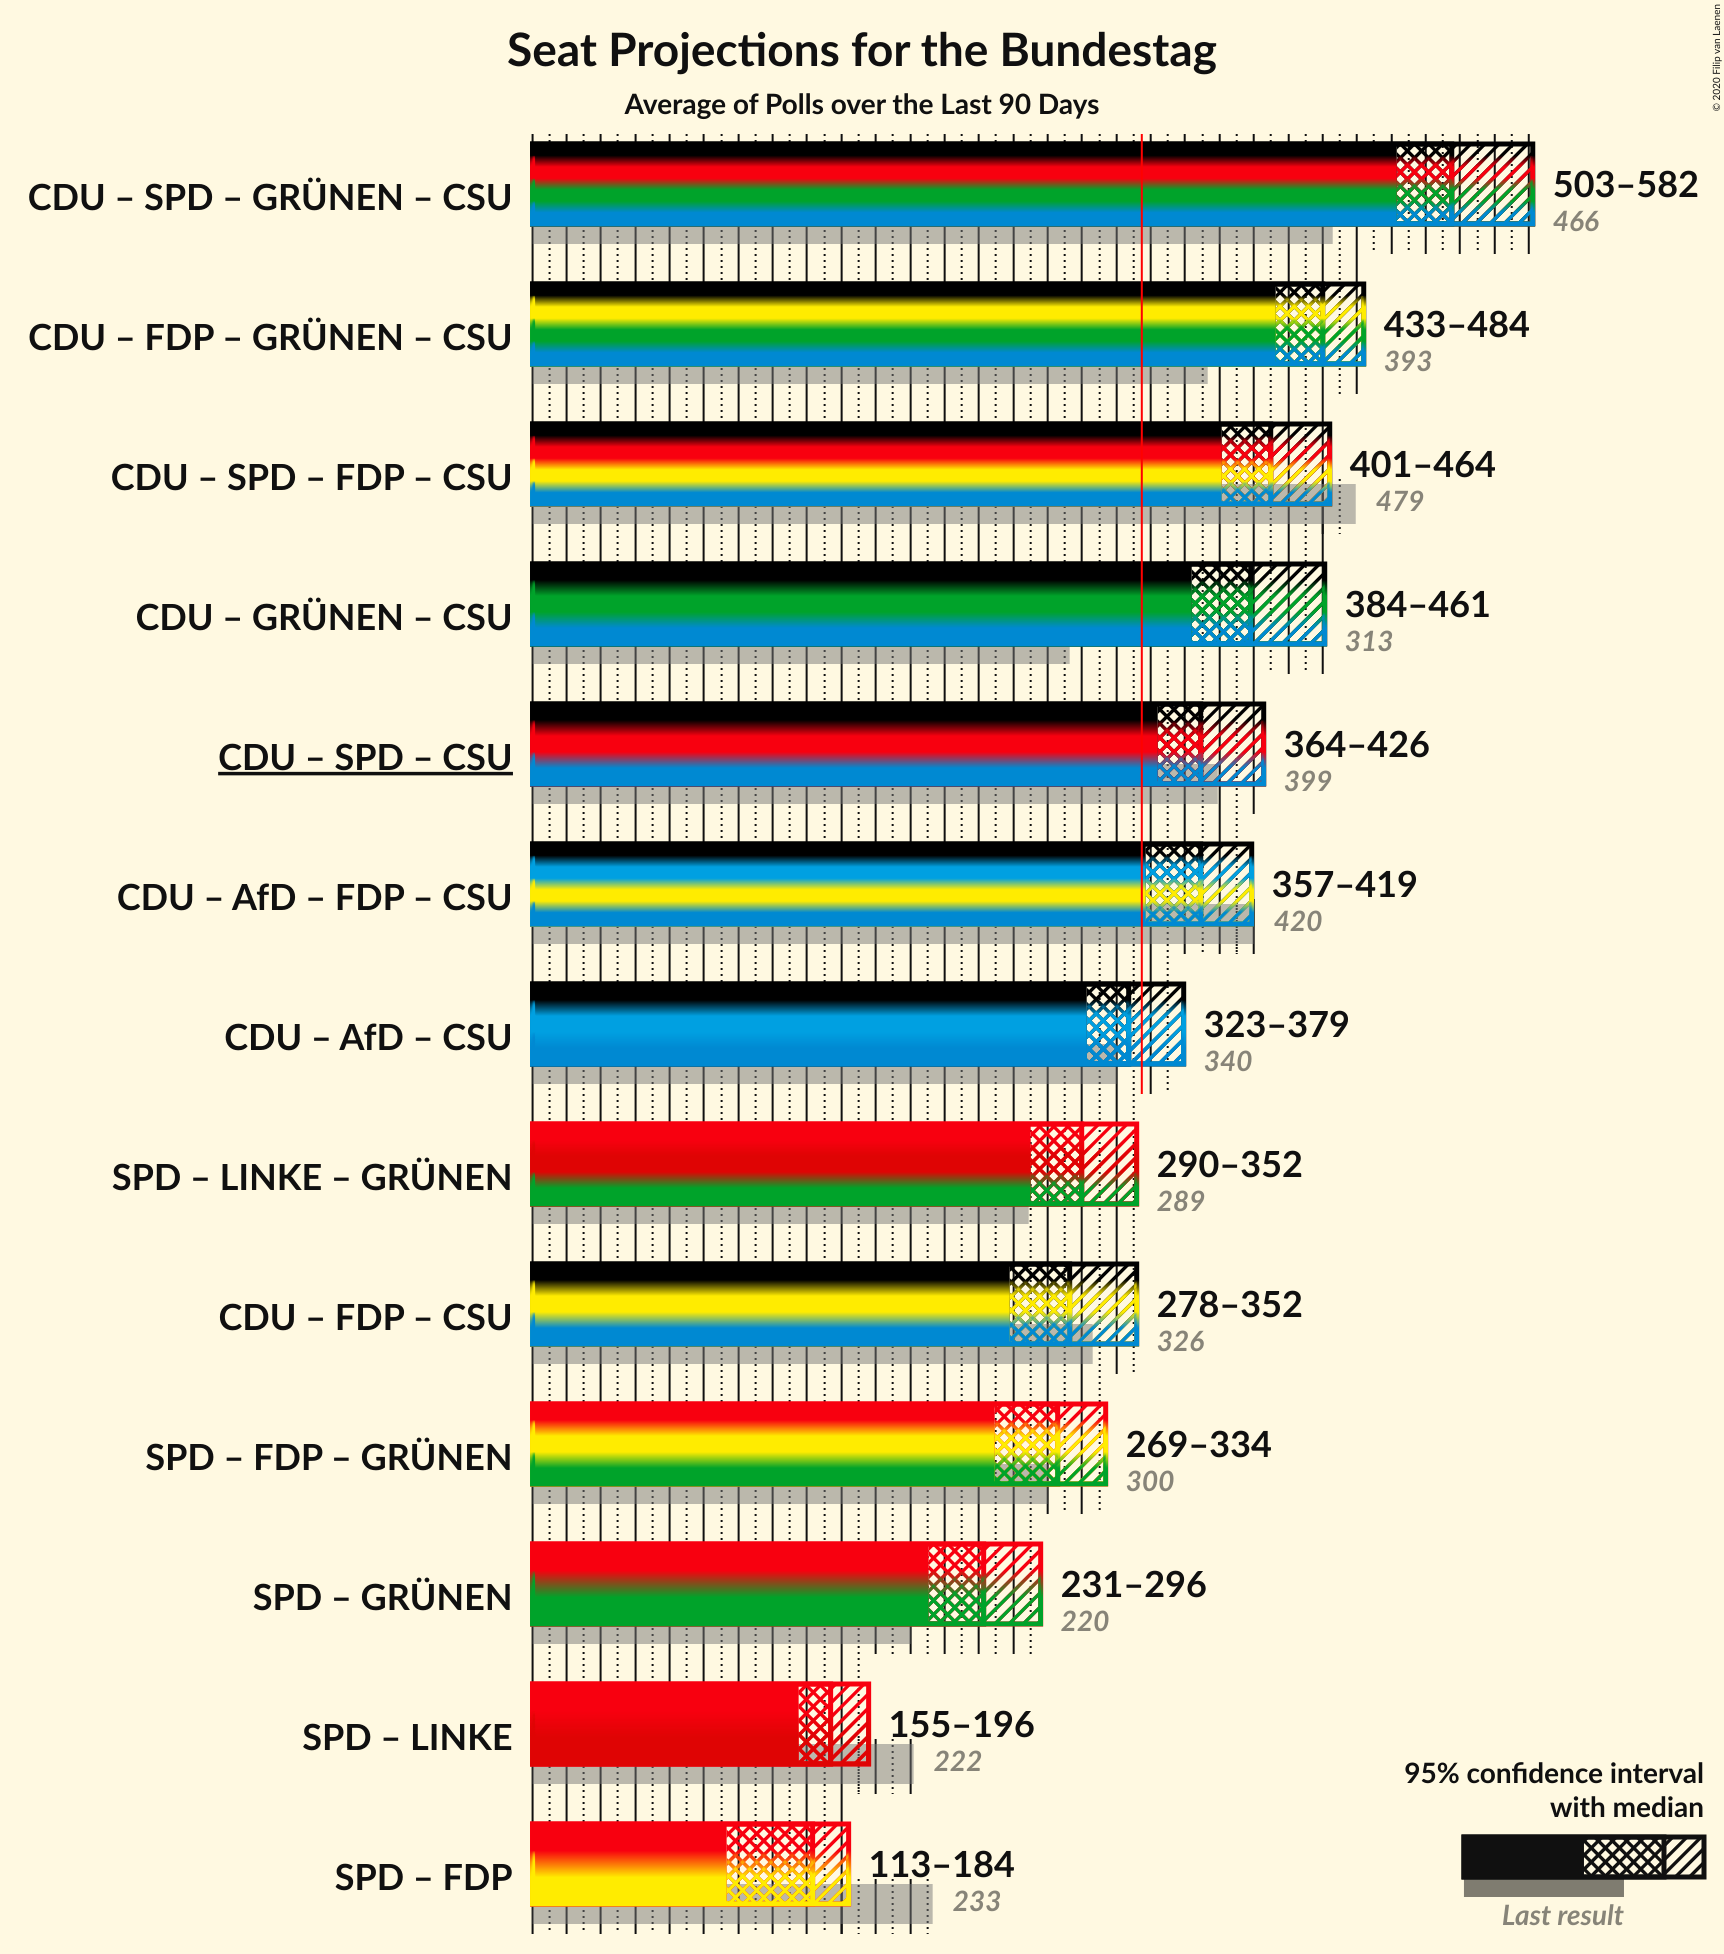 Seat Projections for the Bundestag
Average of Polls over the Last 90 Days
© 2020 Filip van Laenen
CDU – SPD – GRÜNEN – CSU
503–582
466
CDU – FDP – GRÜNEN – CSU
433–484
393
CDU – SPD – FDP – CSU
401–464
479
CDU – GRÜNEN – CSU
384–461
313
CDU – SPD – CSU
364–426
399
CDU – AfD – FDP – CSU
357–419
420
CDU – AfD – CSU
323–379
340
SPD – LINKE – GRÜNEN
290–352
289
CDU – FDP – CSU
278–352
326
SPD – FDP – GRÜNEN
269–334
300
SPD – GRÜNEN
231–296
220
SPD – LINKE
155–196
222
SPD – FDP
113–184
233
95% confidence interval
with median
Last result